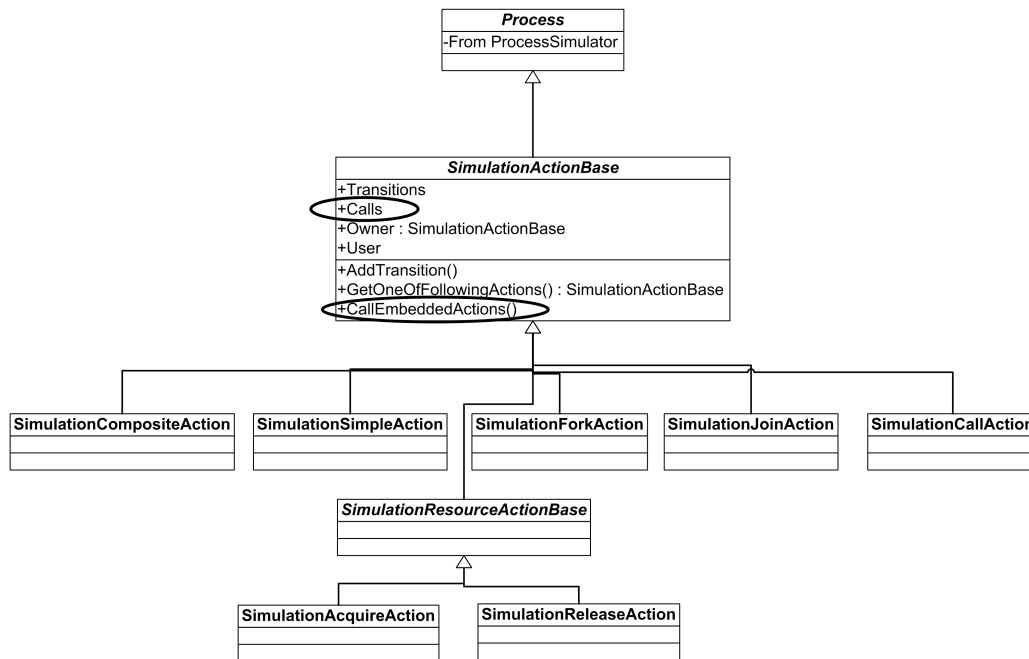 Process
-From ProcessSimulator
SimulationActionBase
+Transitions
+Calls
+Owner : SimulationActionBase
+User
+AddTransition()
+GetOneOfFollowingActions() : SimulationActionBase
+CallEmbeddedActions()
SimulationCompositeAction
SimulationSimpleAction
SimulationForkAction
SimulationJoinAction
SimulationCallAction
SimulationResourceActionBase
SimulationAcquireAction
SimulationReleaseAction